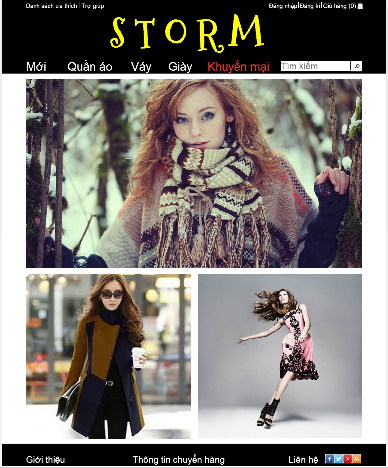 Danh sách ưa thích | Trợ giúp
Đăng nhập|Đăng kí|Giỏ hàng (0)
STORM
Mới Quần áo Váy Giày Khuyến mại Tìm kiếm
Giới thiệu Thông tin chuyển hàng Liên hệ